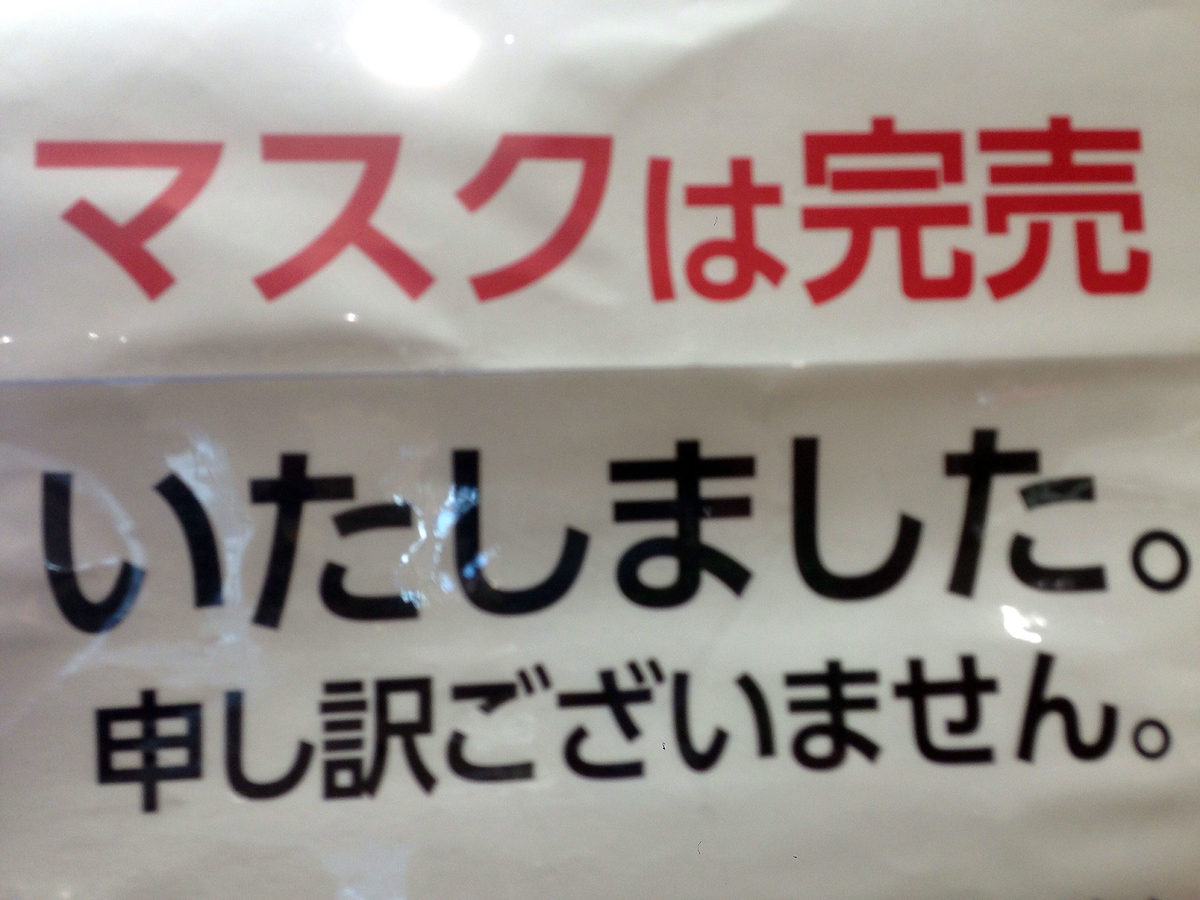 マスクは完売
いたしました。
申し訳ございません。